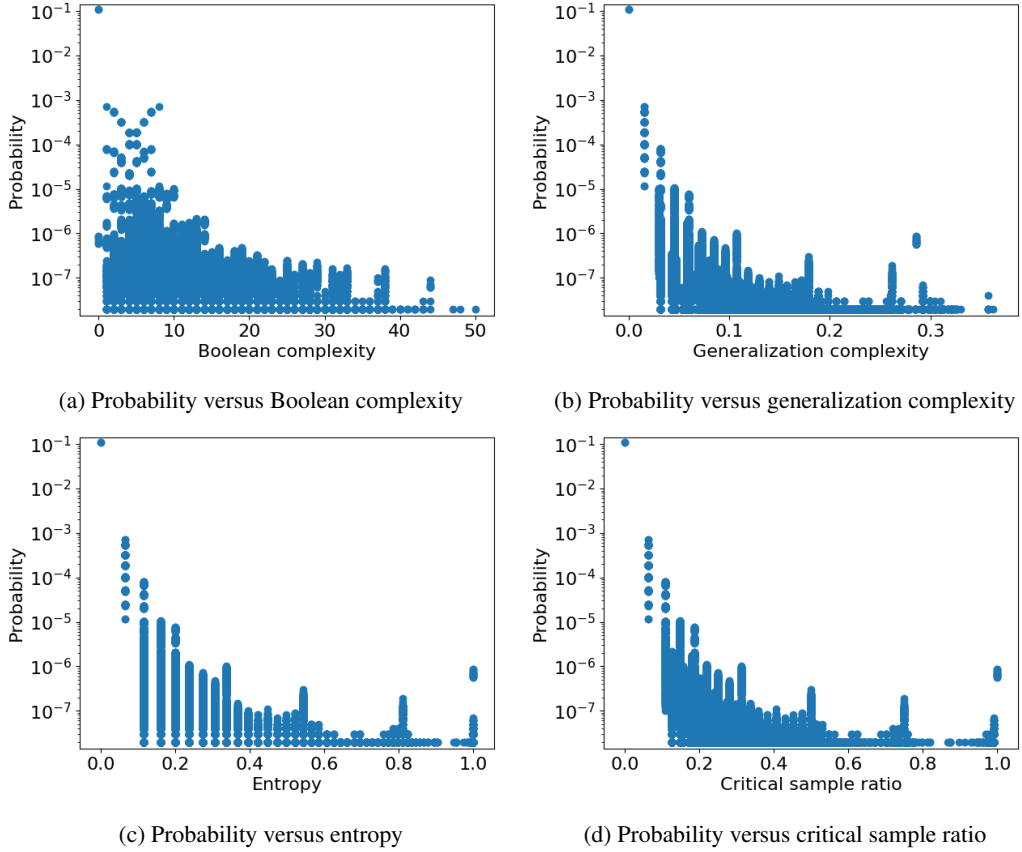 10⁻¹
10⁻²
10⁻³
10⁻⁴
10⁻⁵
10⁻⁶
10⁻⁷
Probability
0 10 20 30 40 50
Boolean complexity
(a) Probability versus Boolean complexity
10⁻¹
10⁻²
10⁻³
10⁻⁴
10⁻⁵
10⁻⁶
10⁻⁷
Probability
0.0 0.1 0.2 0.3
Generalization complexity
(b) Probability versus generalization complexity
10⁻¹
10⁻²
10⁻³
10⁻⁴
10⁻⁵
10⁻⁶
10⁻⁷
Probability
0.0 0.2 0.4 0.6 0.8 1.0
Entropy
(c) Probability versus entropy
10⁻¹
10⁻²
10⁻³
10⁻⁴
10⁻⁵
10⁻⁶
10⁻⁷
Probability
0.0 0.2 0.4 0.6 0.8 1.0
Critical sample ratio
(d) Probability versus critical sample ratio